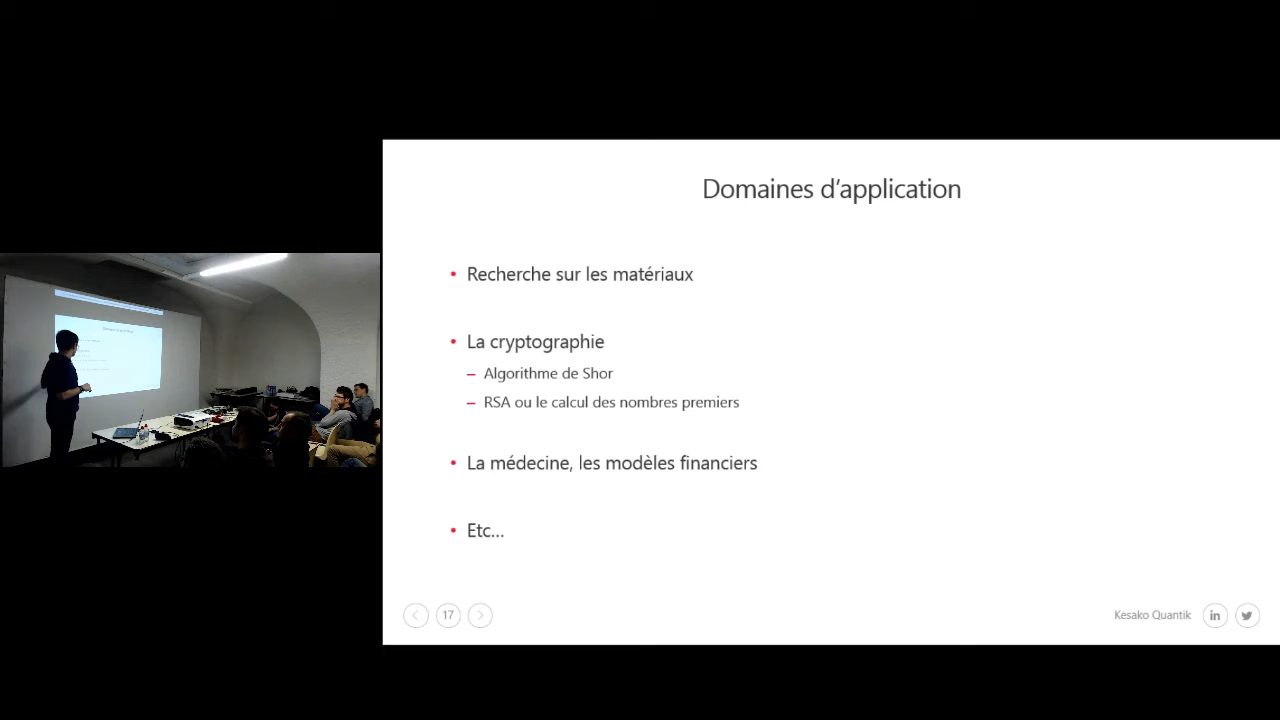 Domaines d'application
• Recherche sur les matériaux
• La cryptographie
– Algorithme de Shor
– RSA ou le calcul des nombres premiers
• La médecine, les modèles financiers
• Etc...
17
Kesako Quantik
in